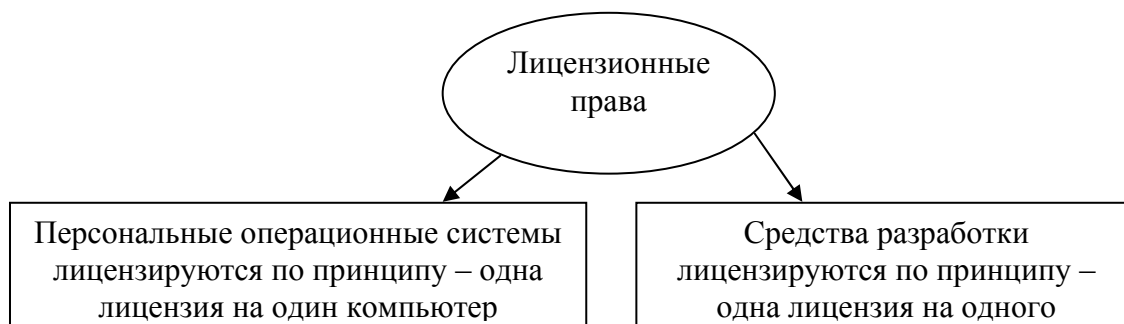 Лицензионные
права
Персональные операционные системы
лицензируются по принципу – одна
лицензия на один компьютер
Средства разработки
лицензируются по принципу –
одна лицензия на одного